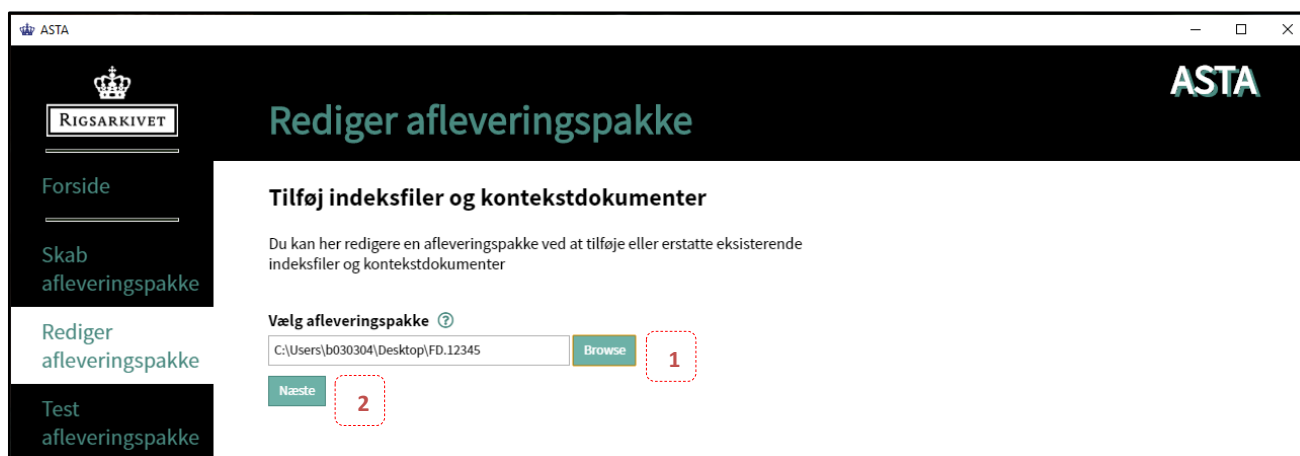 ASTA
ASTA
RIGSARKIVET
Rediger afleveringspakke
Forside
Skab
afleveringspakke
Rediger
afleveringspakke
Test
afleveringspakke
Tilføj indeksfiler og kontekstdokumenter
Du kan her redigere en afleveringspakke ved at tilføje eller erstatte eksisterende
indeksfiler og kontekstdokumenter
Vælg afleveringspakke ?
C:\Users\b030304\Desktop\FD.12345
Browse
1
Næste
2